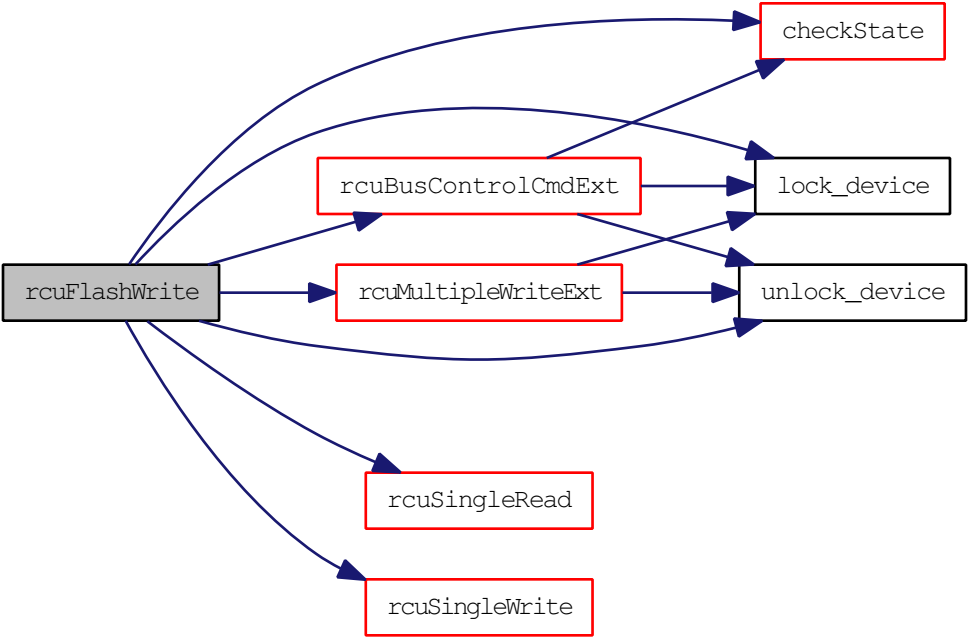 checkState
rcuBusControlCmdExt
lock_device
rcuFlashWrite
rcuMultipleWriteExt
unlock_device
rcuSingleRead
rcuSingleWrite